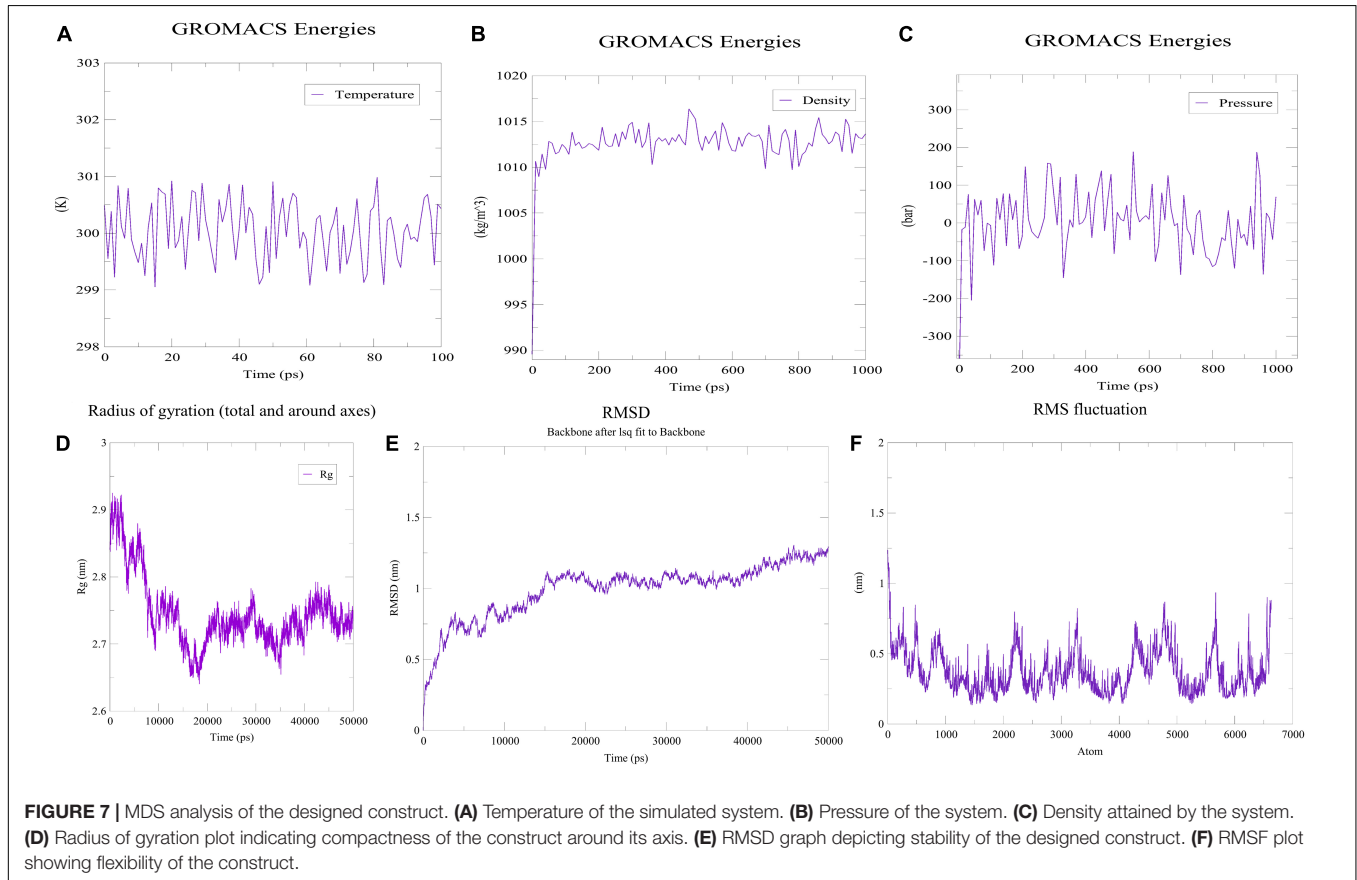 A
GROMACS Energies
303
302
301
300
299
298
(K)
Temperature
0 20 40 60 80 100
Time (ps)
B
GROMACS Energies
1020
1015
1010
1005
1000
995
990
(kg/m^3)
Density
0 200 400 600 800 1000
Time (ps)
C
GROMACS Energies
300
200
100
0
-100
-200
-300
(bar)
Pressure
0 200 400 600 800 1000
Time (ps)
Radius of gyration (total and around axes)
D
3
2.9
2.8
2.7
2.6
Rg (nm)
Rg
0 10000 20000 30000 40000 50000
Time (ps)
RMSD
Backbone after lsq fit to Backbone
E
2
1.5
1
0.5
0
RMSD (nm)
0 10000 20000 30000 40000 50000
Time (ps)
RMS fluctuation
F
2
1.5
1
0.5
0
(nm)
0 1000 2000 3000 4000 5000 6000 7000
Atom
FIGURE 7 | MDS analysis of the designed construct. (A) Temperature of the simulated system. (B) Pressure of the system. (C) Density attained by the system.
(D) Radius of gyration plot indicating compactness of the construct around its axis. (E) RMSD graph depicting stability of the designed construct. (F) RMSF plot
showing flexibility of the construct.